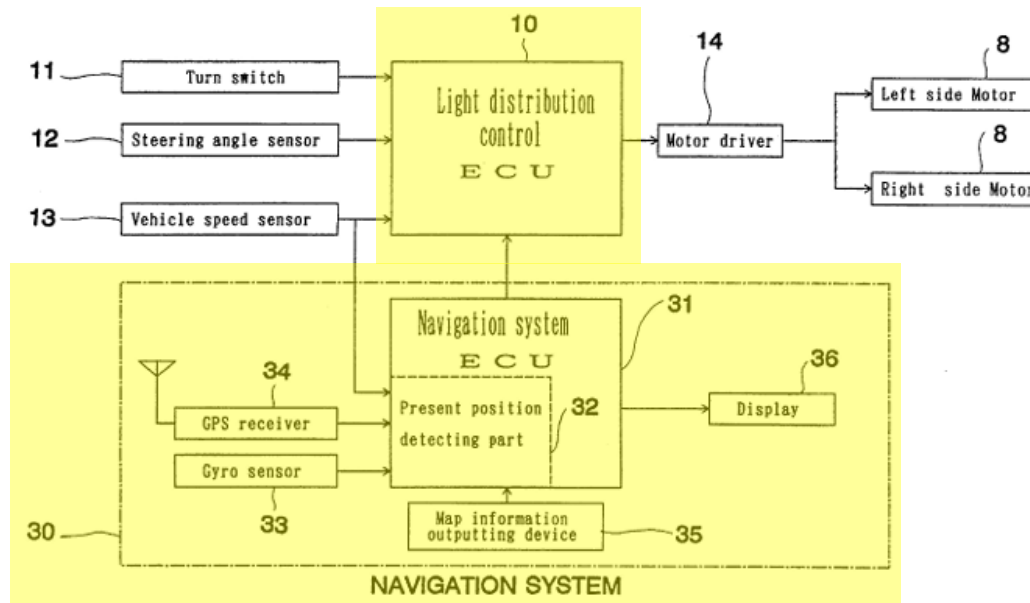 10
14
8
11
Turn switch
Light distribution
control
E C U
Left side Motor
12
Steering angle sensor
Motor driver
8
13
Vehicle speed sensor
Right side Motor
Navigation system
E C U
31
34
36
GPS receiver
Present position
detecting part
32
Display
Gyro sensor
33
30
Map information
outputting device
35
NAVIGATION SYSTEM